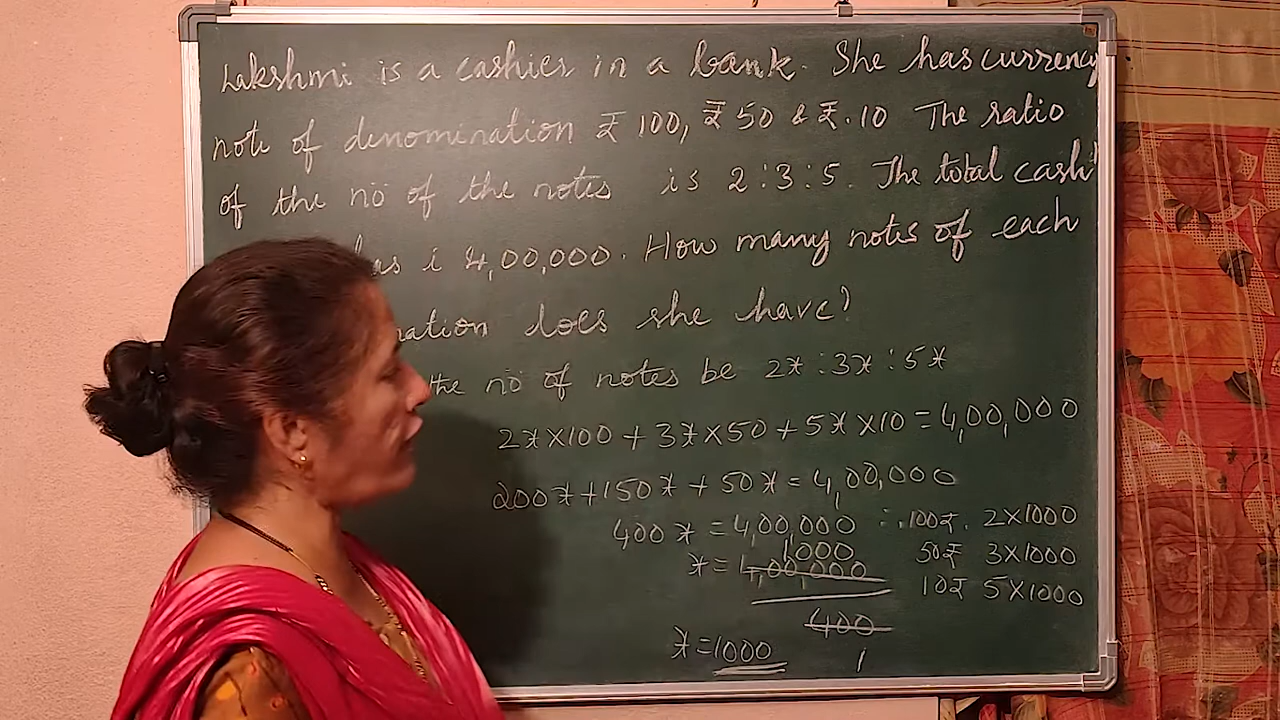 Lakshmi is a cashier in a bank. She has currency
note of denomination ₹ 100, ₹ 50 & ₹. 10 The ratio
of the no of the notes is 2:3:5. The total cash
as i 4,00,000. How many notes of each
nation does she have?
the no of notes be 2x : 3x : 5x
2x×100 + 3x×50 + 5x×10 = 4,00,000
200x + 150x + 50x = 4,00,000
400x = 4,00,000 ∴ 100₹. 2×1000
1000 50₹ 3×1000
x = 4,00,000 10₹ 5×1000
400
x = 1000 1